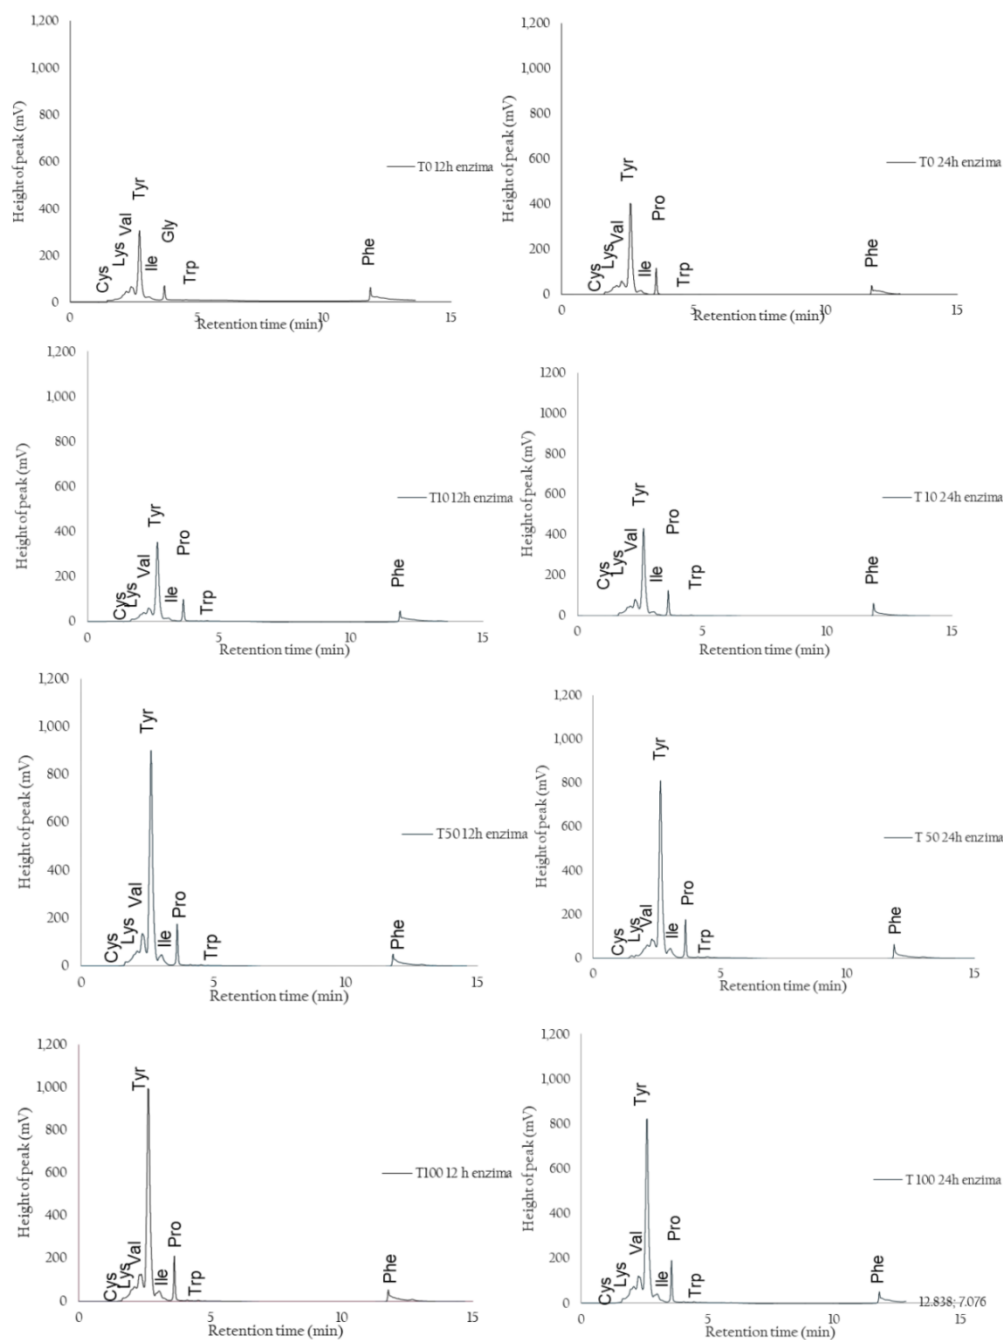 1,200
1,000
800
600
400
200
0
Height of peak (mV)
Cys
Lys
Val
Tyr
Ile
Gly
Trp
Phe
T0 12h enzima
0
5
10
15
Retention time (min)
1,200
1,000
800
600
400
200
0
Height of peak (mV)
Cys
Lys
Val
Tyr
Ile
Pro
Trp
Phe
T0 24h enzima
0
5
10
15
Retention time (min)
1,200
1,000
800
600
400
200
0
Height of peak (mV)
Cys
Lys
Val
Tyr
Ile
Pro
Trp
Phe
T10 12h enzima
0
5
10
15
Retention time (min)
1200
1000
800
600
400
200
0
Height of peak (mV)
Cys
Lys
Val
Tyr
Ile
Pro
Trp
Phe
T 10 24h enzima
0
5
10
15
Retention time (min)
1,200
1,000
800
600
400
200
0
Height of peak (mV)
Cys
Lys
Val
Tyr
Ile
Pro
Trp
Phe
T50 12h enzima
0
5
10
15
Retention time (min)
1,200
1,000
800
600
400
200
0
Height of peak (mV)
Cys
Lys
Val
Tyr
Ile
Pro
Trp
Phe
T 50 24h enzima
0
5
10
15
Retention time (min)
1,200
1,000
800
600
400
200
0
Height of peak (mV)
Cys
Lys
Val
Tyr
Ile
Pro
Trp
Phe
T100 12 h enzima
0
5
10
15
Retention time (min)
1,200
1,000
800
600
400
200
0
Height of peak (mV)
Cys
Lys
Val
Tyr
Ile
Pro
Trp
Phe
T 100 24h enzima
12.838; 7.076
0
5
10
15
Retention time (min)